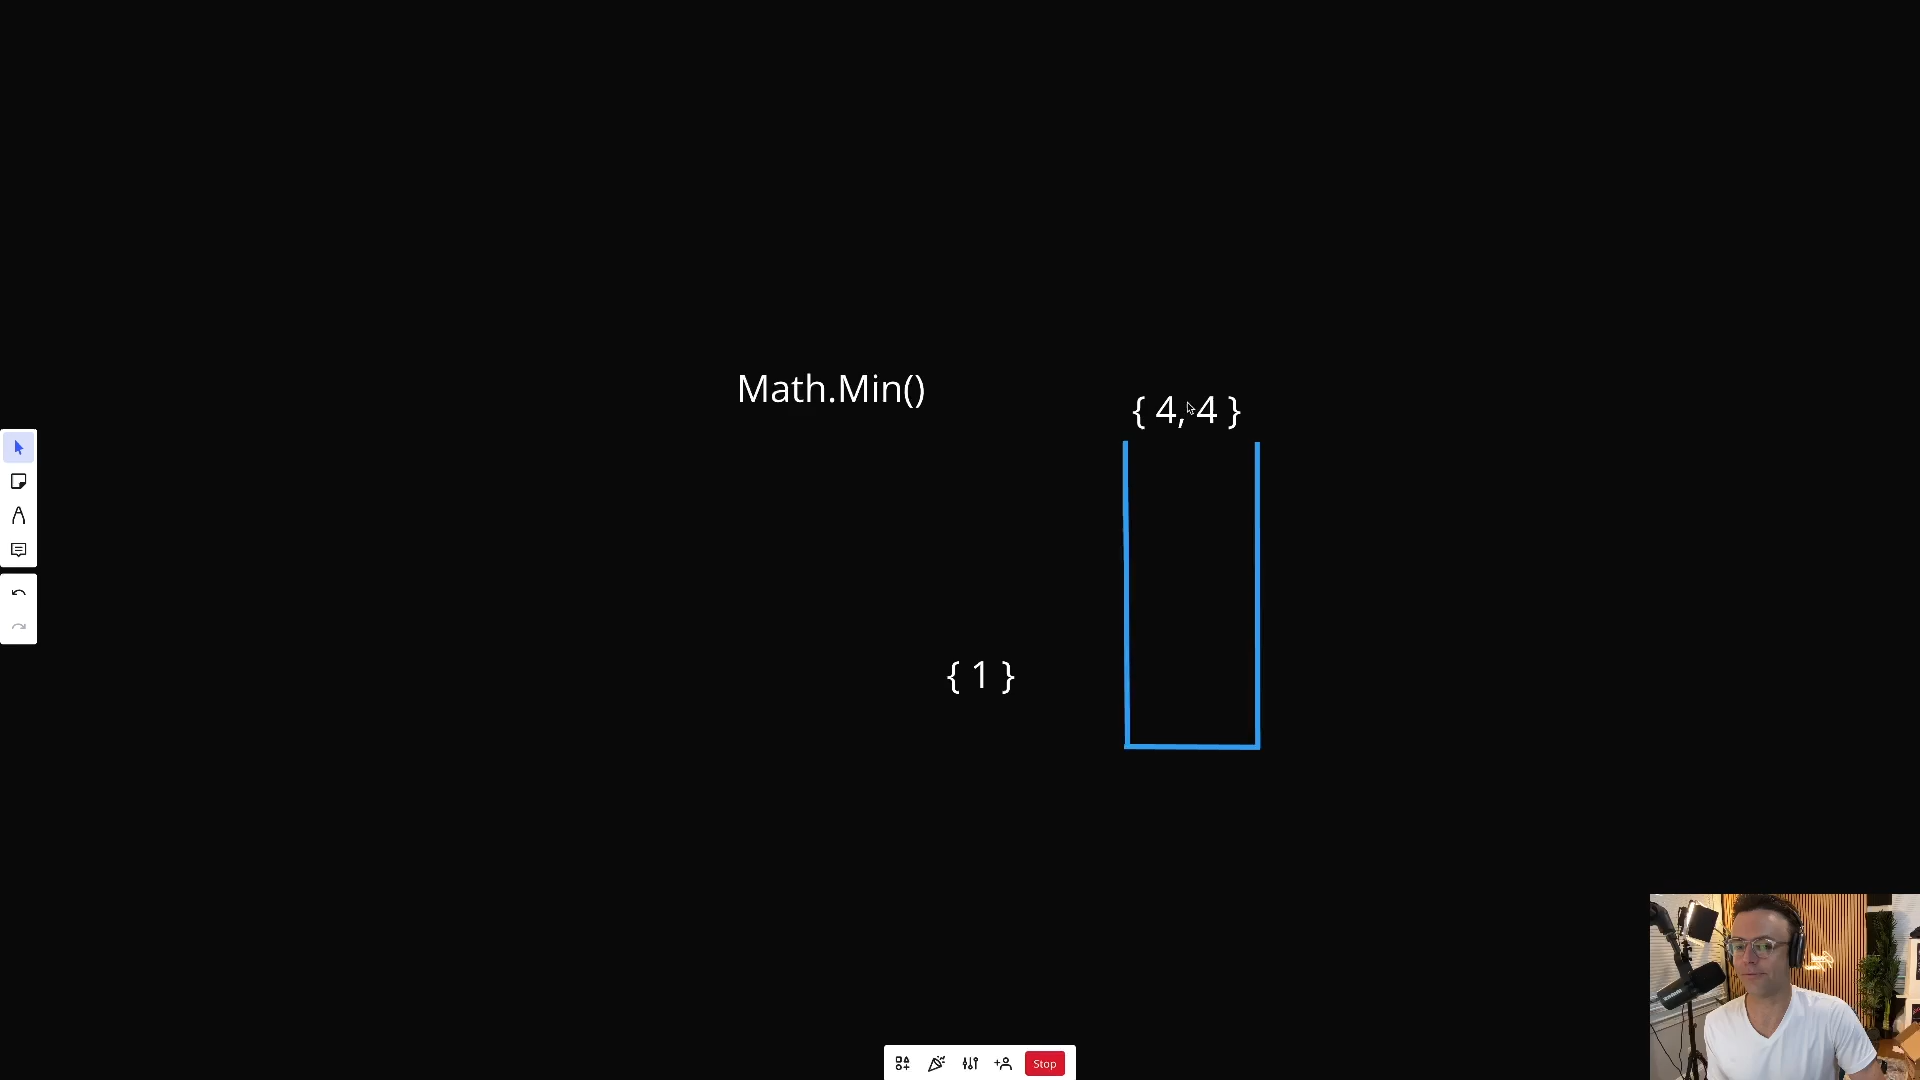 Math.Min()
{ 4, 4 }
{ 1 }
Stop